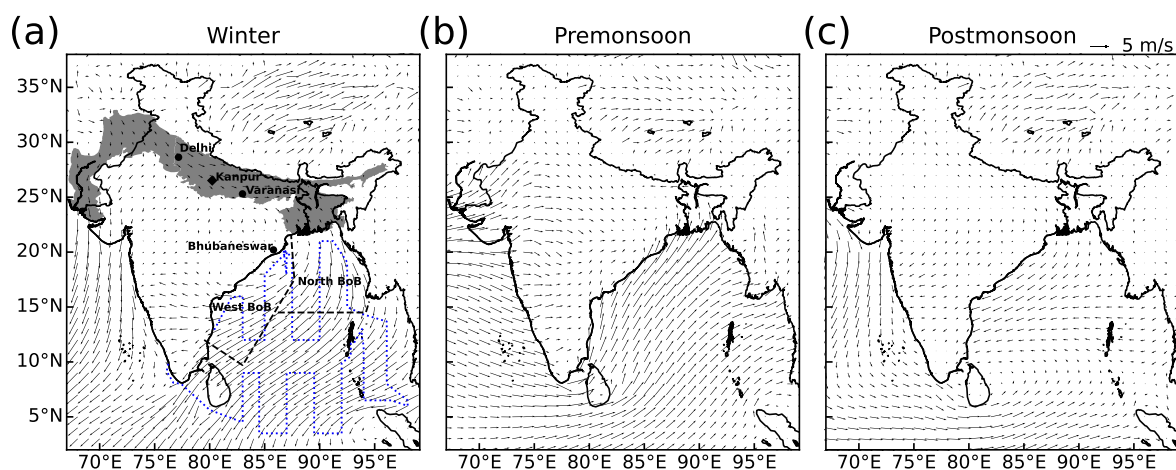 (a) Winter
(b) Premonsoon
(c) Postmonsoon
5 m/s
35°N
30°N
25°N
20°N
15°N
10°N
5°N
Delhi
Kanpur
Varanasi
Bhubaneswar
North BoB
West BoB
70°E 75°E 80°E 85°E 90°E 95°E
70°E 75°E 80°E 85°E 90°E 95°E
70°E 75°E 80°E 85°E 90°E 95°E